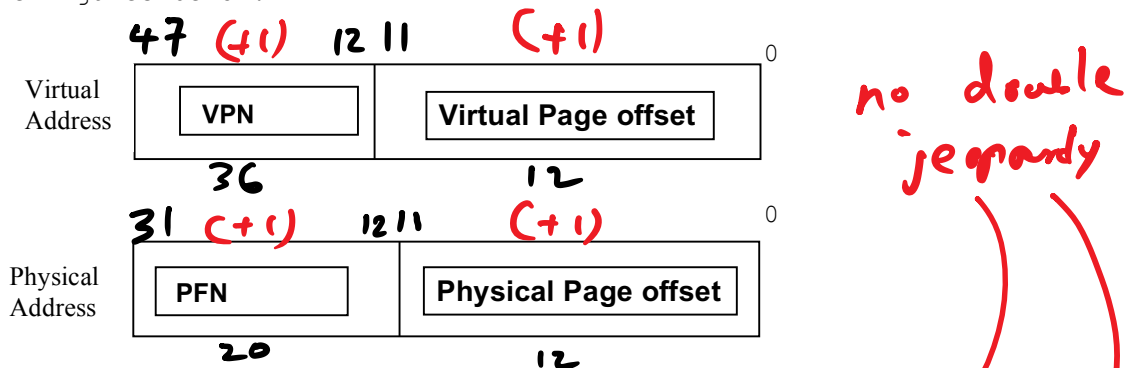 47 (+1) 12 11 (+1) 0
Virtual
Address
VPN
Virtual Page offset
36 12
no double
jeopardy
31 (+1) 12 11 (+1) 0
Physical
Address
PFN
Physical Page offset
20 12